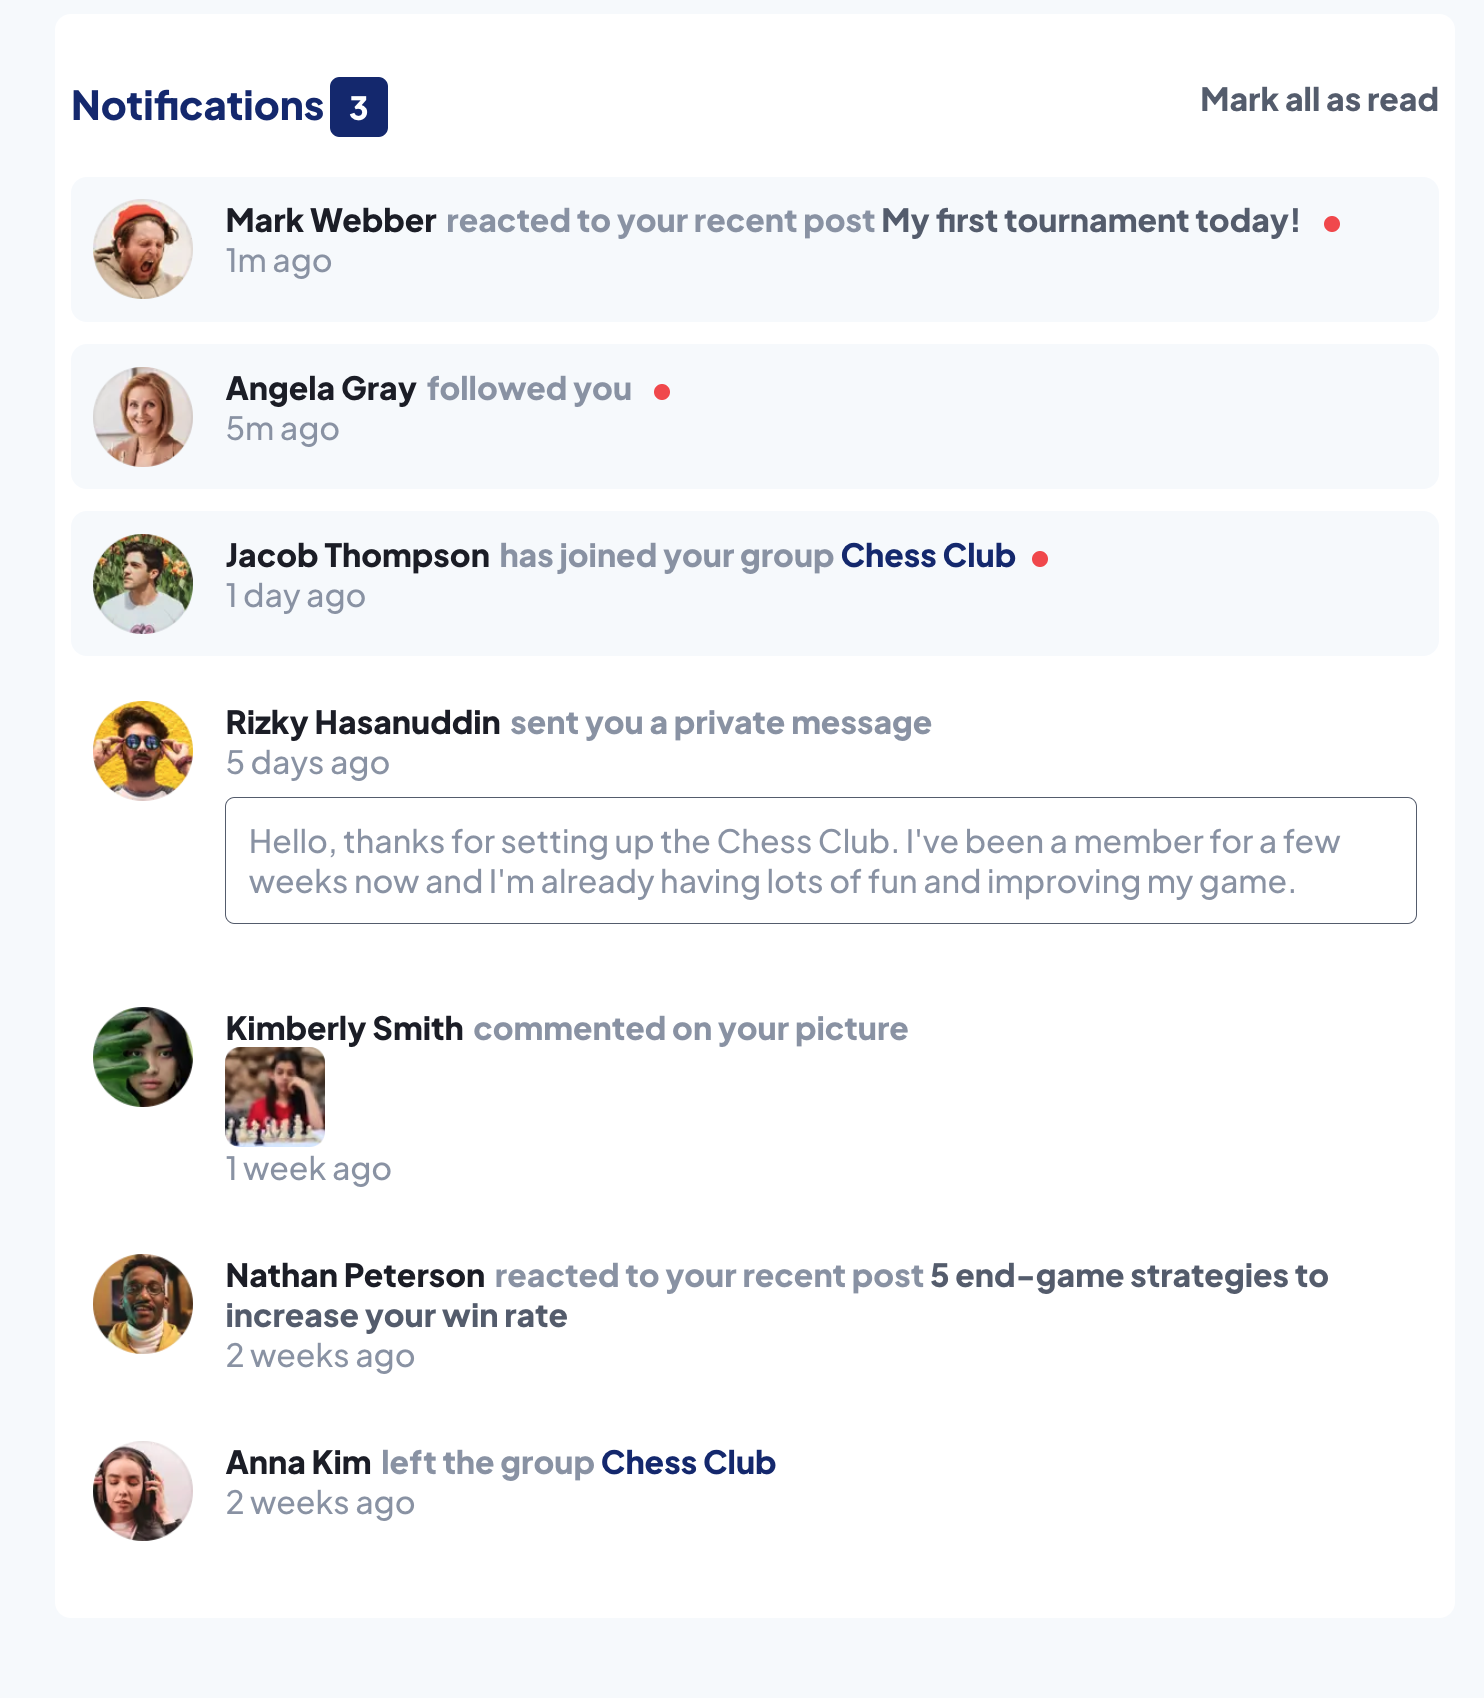 Notifications 3
Mark all as read
Mark Webber reacted to your recent post My first tournament today!
1m ago
Angela Gray followed you
5m ago
Jacob Thompson has joined your group Chess Club
1 day ago
Rizky Hasanuddin sent you a private message
5 days ago
Hello, thanks for setting up the Chess Club. I've been a member for a few
weeks now and I'm already having lots of fun and improving my game.
Kimberly Smith commented on your picture
1 week ago
Nathan Peterson reacted to your recent post 5 end-game strategies to
increase your win rate
2 weeks ago
Anna Kim left the group Chess Club
2 weeks ago